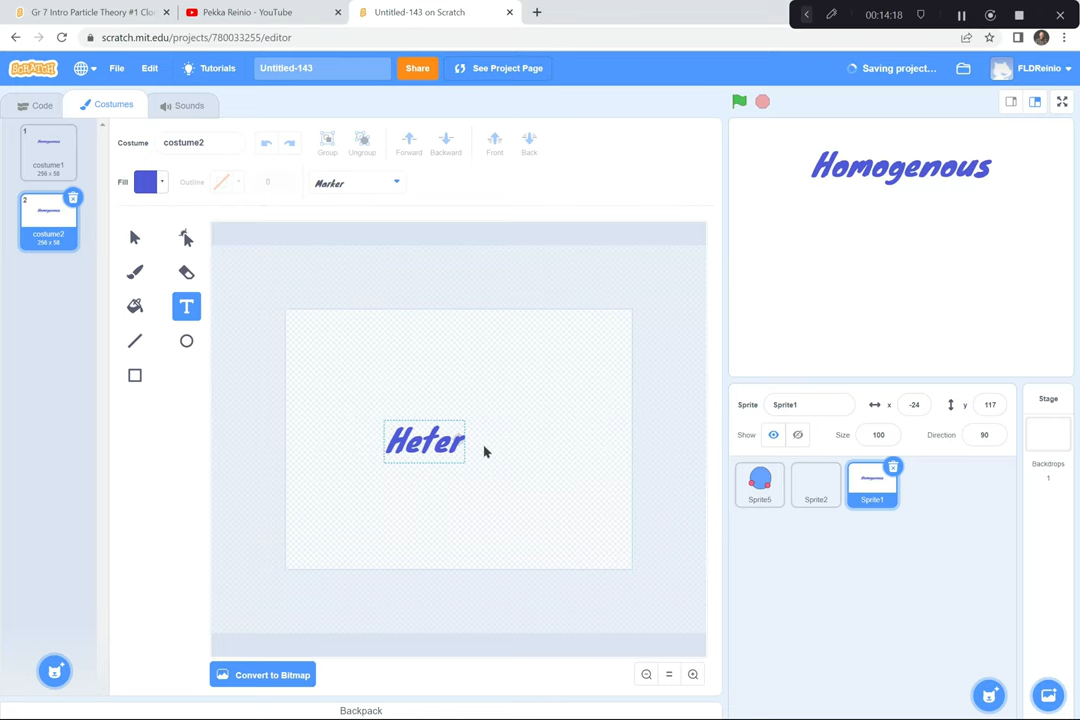 Gr 7 Intro Particle Theory #1 Clo
Pekka Reinio - YouTube
Untitled-143 on Scratch
00:14:18
scratch.mit.edu/projects/780033255/editor
SCRATCH
File
Edit
Tutorials
Untitled-143
Share
See Project Page
Saving project...
FLDReinio
Code
Costumes
Sounds
1
costume1
256 x 58
2
costume2
256 x 58
Costume
costume2
Group
Ungroup
Forward
Backward
Front
Back
Fill
Outline
0
Marker
T
Heter
Convert to Bitmap
Homogenous
Sprite
Sprite1
x
-24
y
117
Show
Size
100
Direction
90
Sprite5
Sprite2
Homogenous
Sprite1
Stage
Backdrops
1
Backpack